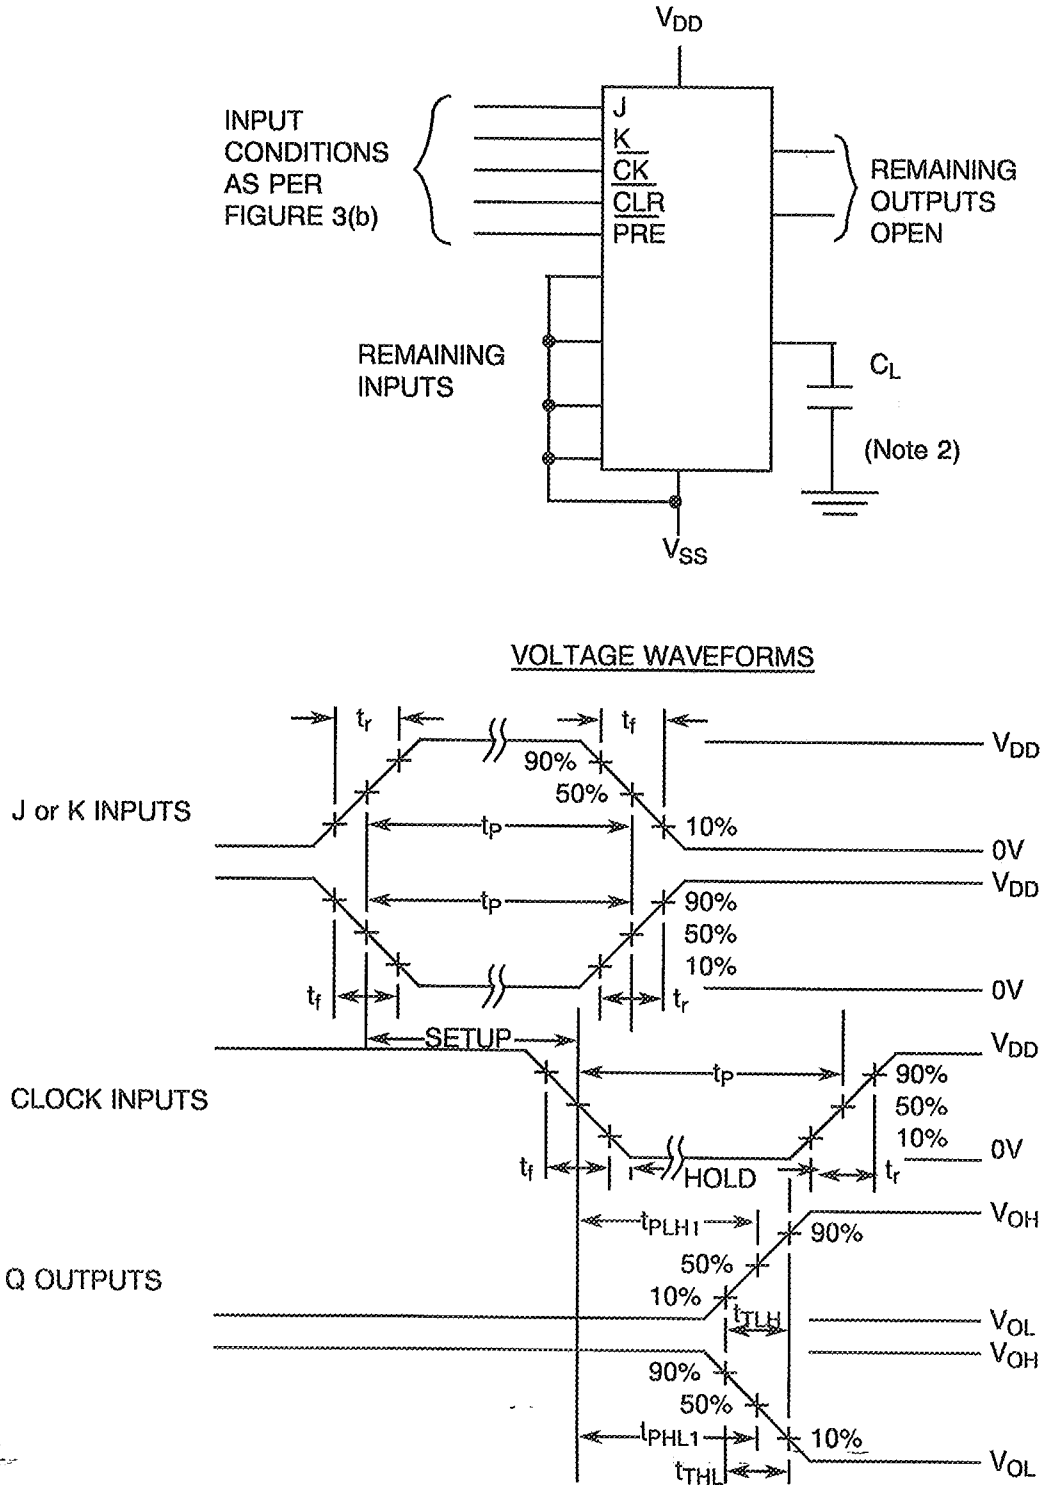 VDD
INPUT
CONDITIONS
AS PER
FIGURE 3(b)
J
K
CK
CLR
PRE
REMAINING
OUTPUTS
OPEN
REMAINING
INPUTS
CL
(Note 2)
VSS
VOLTAGE WAVEFORMS
tr
tf
VDD
90%
50%
J or K INPUTS
tP
10%
0V
VDD
tP
90%
50%
10%
tf
tr
0V
SETUP
VDD
CLOCK INPUTS
tP
90%
50%
10%
0V
tf
HOLD
tr
VOH
tPLH1
90%
50%
Q OUTPUTS
10%
tTLH
VOL
VOH
90%
50%
tPHL1
10%
tTHL
VOL